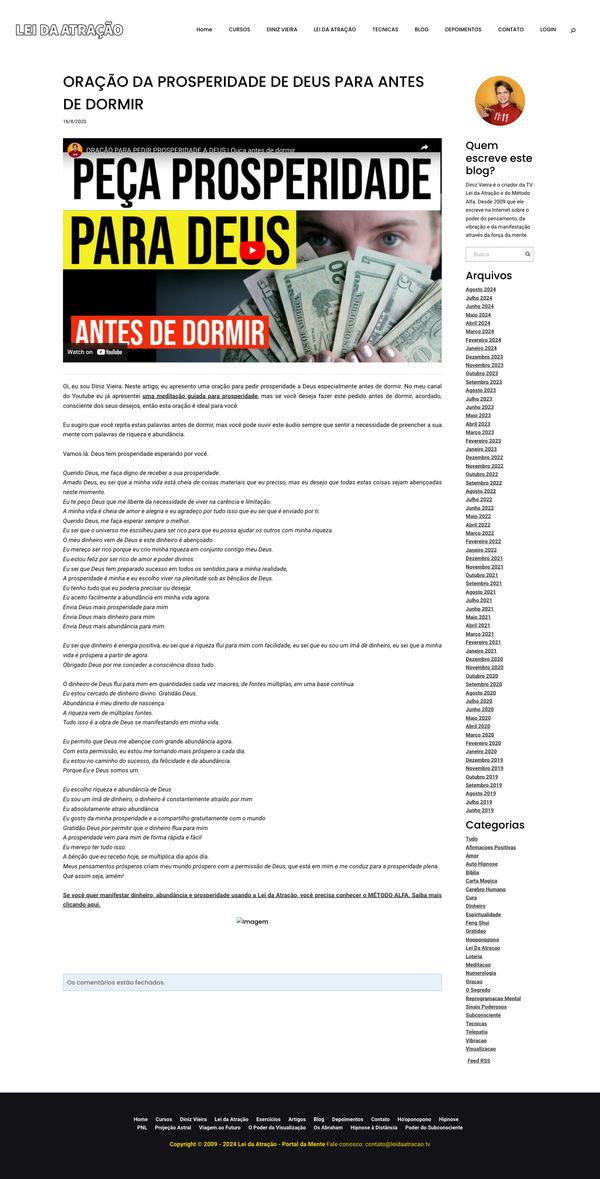 LEI DA ATRAÇÃO
Home CURSOS DINIZ VIEIRA LEI DA ATRAÇÃO TECNICAS BLOG DEPOIMENTOS CONTATO LOGIN
ORAÇÃO DA PROSPERIDADE DE DEUS PARA ANTES
DE DORMIR
16/8/2020
ORAÇÃO PARA PEDIR PROSPERIDADE A DEUS | Ouça antes de dormir
PEÇA PROSPERIDADE
PARA DEUS
ANTES DE DORMIR
Watch on YouTube
Oi, eu sou Diniz Vieira. Neste artigo, eu apresento uma oração para pedir prosperidade a Deus especialmente antes de dormir. No meu canal
do Youtube eu já apresentei uma meditação guiada para prosperidade, mas se você deseja fazer este pedido antes de dormir, acordado,
consciente dos seus desejos, então esta oração é ideal para você.
Eu sugiro que você repita estas palavras antes de dormir, mas você pode ouvir este áudio sempre que sentir a necessidade de preencher a sua
mente com palavras de riqueza e abundância.
Vamos lá. Deus tem prosperidade esperando por você.
Querido Deus, me faça digno de receber a sua prosperidade.
Amado Deus, eu sei que a minha vida está cheia de coisas materiais que eu preciso, mas eu desejo que todas estas coisas sejam abençoadas
neste momento.
Eu te peço Deus que me liberte da necessidade de viver na carência e limitação.
A minha vida é cheia de amor e alegria e eu agradeço por tudo isso que eu sei que é enviado por ti.
Querido Deus, me faça esperar sempre o melhor.
Eu sei que o universo me escolheu para ser rico para que eu possa ajudar os outros com minha riqueza.
O meu dinheiro vem de Deus e este dinheiro é abençoado.
Eu mereço ser rico porque eu crio minha riqueza em conjunto contigo meu Deus.
Eu estou feliz por ser rico de amor e poder divinos.
Eu sei que Deus tem preparado sucesso em todos os sentidos para a minha realidade,
A prosperidade é minha e eu escolho viver na plenitude sob as bênçãos de Deus.
Eu tenho tudo que eu poderia precisar ou desejar.
Eu aceito facilmente a abundância em minha vida agora.
Envia Deus mais prosperidade para mim
Envia Deus mais dinheiro para mim
Envia Deus mais abundância para mim.
Eu sei que dinheiro é energia positiva, eu sei que a riqueza flui para mim com facilidade, eu sei que eu sou um ímã de dinheiro, eu sei que a minha
vida é próspera a partir de agora.
Obrigado Deus por me conceder a consciência disso tudo.
O dinheiro de Deus flui para mim em quantidades cada vez maiores, de fontes múltiplas, em uma base contínua.
Eu estou cercado de dinheiro divino. Gratidão Deus.
Abundância é meu direito de nascença.
A riqueza vem de múltiplas fontes.
Tudo isso é a obra de Deus se manifestando em minha vida.
Eu permito que Deus me abençoe com grande abundância agora.
Com esta permissão, eu estou me tornando mais próspero a cada dia.
Eu estou no caminho do sucesso, da felicidade e da abundância.
Porque Eu e Deus somos um
Eu escolho riqueza e abundância de Deus
Eu sou um ímã de dinheiro, o dinheiro é constantemente atraído por mim
Eu absolutamente atraio abundância
Eu gosto da minha prosperidade e a compartilho gratuitamente com o mundo
Gratidão Deus por permitir que o dinheiro flua para mim
A prosperidade vem para mim de forma rápida e fácil
Eu mereço ter tudo isso.
A bênção que eu recebo hoje, se multiplica dia após dia.
Meus pensamentos prósperos criam meu mundo próspero com a permissão de Deus, que está em mim e me conduz para a prosperidade plena.
Que assim seja, amém!
Se você quer manifestar dinheiro, abundância e prosperidade usando a Lei da Atração, você precisa conhecer o MÉTODO ALFA. Saiba mais
clicando aqui.
Imagem
Os comentários estão fechados.
11:11
Quem
escreve este
blog?
Diniz Vieira é o criador da TV
Lei da Atração e do Método
Alfa. Desde 2009 que ele
escreve na Internet sobre o
poder do pensamento, da
vibração e da manifestação
através da força da mente.
Busca
Arquivos
Agosto 2024
Julho 2024
Junho 2024
Maio 2024
Abril 2024
Março 2024
Fevereiro 2024
Janeiro 2024
Dezembro 2023
Novembro 2023
Outubro 2023
Setembro 2023
Agosto 2023
Julho 2023
Junho 2023
Maio 2023
Abril 2023
Março 2023
Fevereiro 2023
Janeiro 2023
Dezembro 2022
Novembro 2022
Outubro 2022
Setembro 2022
Agosto 2022
Julho 2022
Junho 2022
Maio 2022
Abril 2022
Março 2022
Fevereiro 2022
Janeiro 2022
Dezembro 2021
Novembro 2021
Outubro 2021
Setembro 2021
Agosto 2021
Julho 2021
Junho 2021
Maio 2021
Abril 2021
Março 2021
Fevereiro 2021
Janeiro 2021
Dezembro 2020
Novembro 2020
Outubro 2020
Setembro 2020
Agosto 2020
Julho 2020
Junho 2020
Maio 2020
Abril 2020
Março 2020
Fevereiro 2020
Janeiro 2020
Dezembro 2019
Novembro 2019
Outubro 2019
Setembro 2019
Agosto 2019
Julho 2019
Junho 2019
Categorias
Tudo
Afirmacoes Positivas
Amor
Auto Hipnose
Bíblia
Carta Magica
Cerebro Humano
Cura
Dinheiro
Espiritualidade
Feng Shui
Gratidao
Hooponopono
Lei Da Atracao
Loteria
Meditacao
Numerologia
Oracao
O Segredo
Reprogramacao Mental
Sinais Poderosos
Subconsciente
Tecnicas
Telepatia
Vibracao
Visualizacao
Feed RSS
Home Cursos Diniz Vieira Lei da Atração Exercícios Artigos Blog Depoimentos Contato Ho'oponopono Hipnose
PNL Projeção Astral Viagem ao Futuro O Poder da Visualização Os Abraham Hipnose à Distância Poder do Subconsciente
Copyright © 2009 - 2024 Lei da Atração - Portal da Mente Fale conosco: contato@leidaatracao.tv